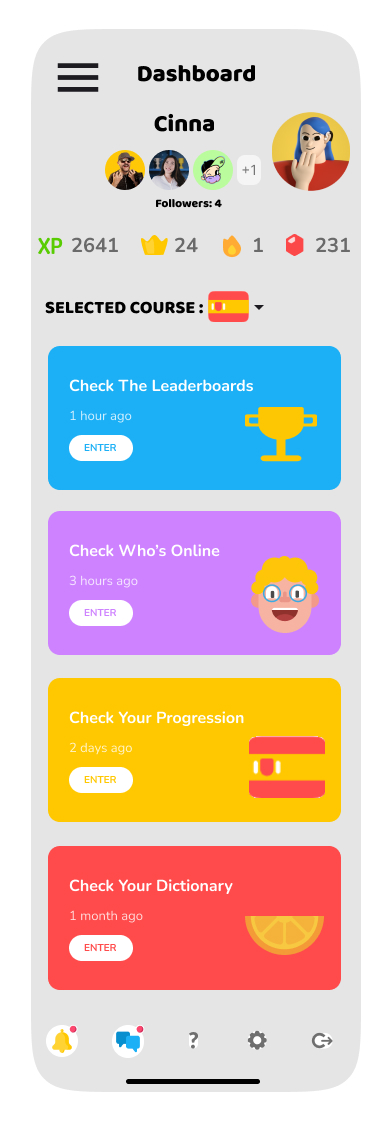 Dashboard
Cinna
+1
Followers: 4
XP 2641 24 1 231
SELECTED COURSE :
Check The Leaderboards
1 hour ago
ENTER
Check Who's Online
3 hours ago
ENTER
Check Your Progression
2 days ago
ENTER
Check Your Dictionary
1 month ago
ENTER
?